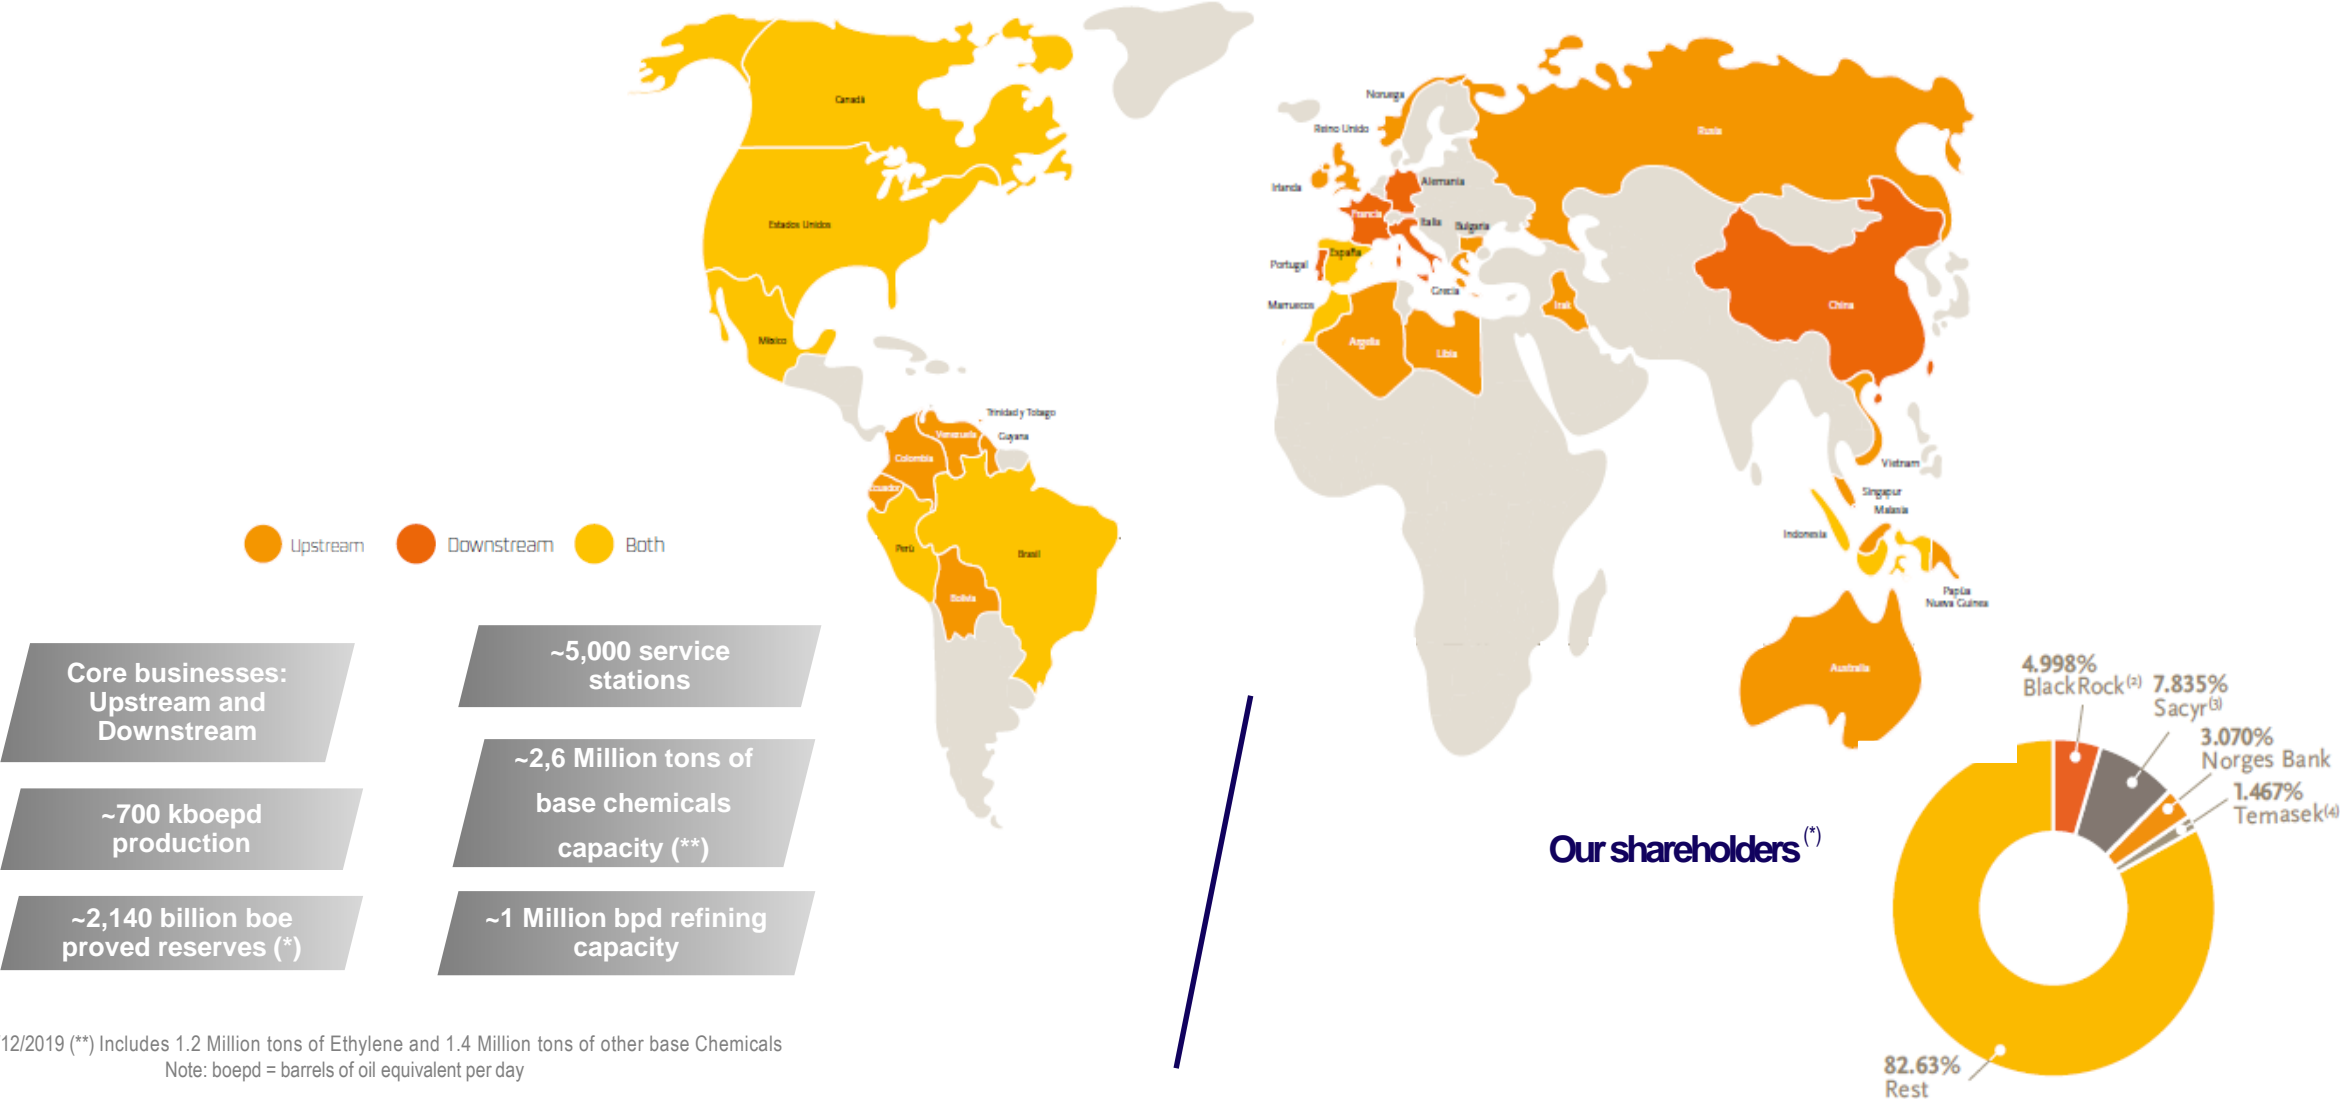 Canadá
Estados Unidos
México
Trinidad y Tobago
Guyana
Venezuela
Colombia
Ecuador
Perú
Brasil
Bolivia
Noruega
Reino Unido
Irlanda
Alemania
Francia
Italia
Bulgaria
España
Portugal
Grecia
Marruecos
Argelia
Libia
Irak
Rusia
China
Vietnam
Singapur
Malasia
Indonesia
Papúa
Nueva Guinea
Australia
Upstream
Downstream
Both
Core businesses:
Upstream and
Downstream
~700 kboepd
production
~2,140 billion boe
proved reserves (*)
~5,000 service
stations
~2,6 Million tons of
base chemicals
capacity (**)
~1 Million bpd refining
capacity
12/2019 (**) Includes 1.2 Million tons of Ethylene and 1.4 Million tons of other base Chemicals
Note: boepd = barrels of oil equivalent per day
Our shareholders (*)
4.998%
BlackRock(2)
7.835%
Sacyr(3)
3.070%
Norges Bank
1.467%
Temasek(4)
82.63%
Rest